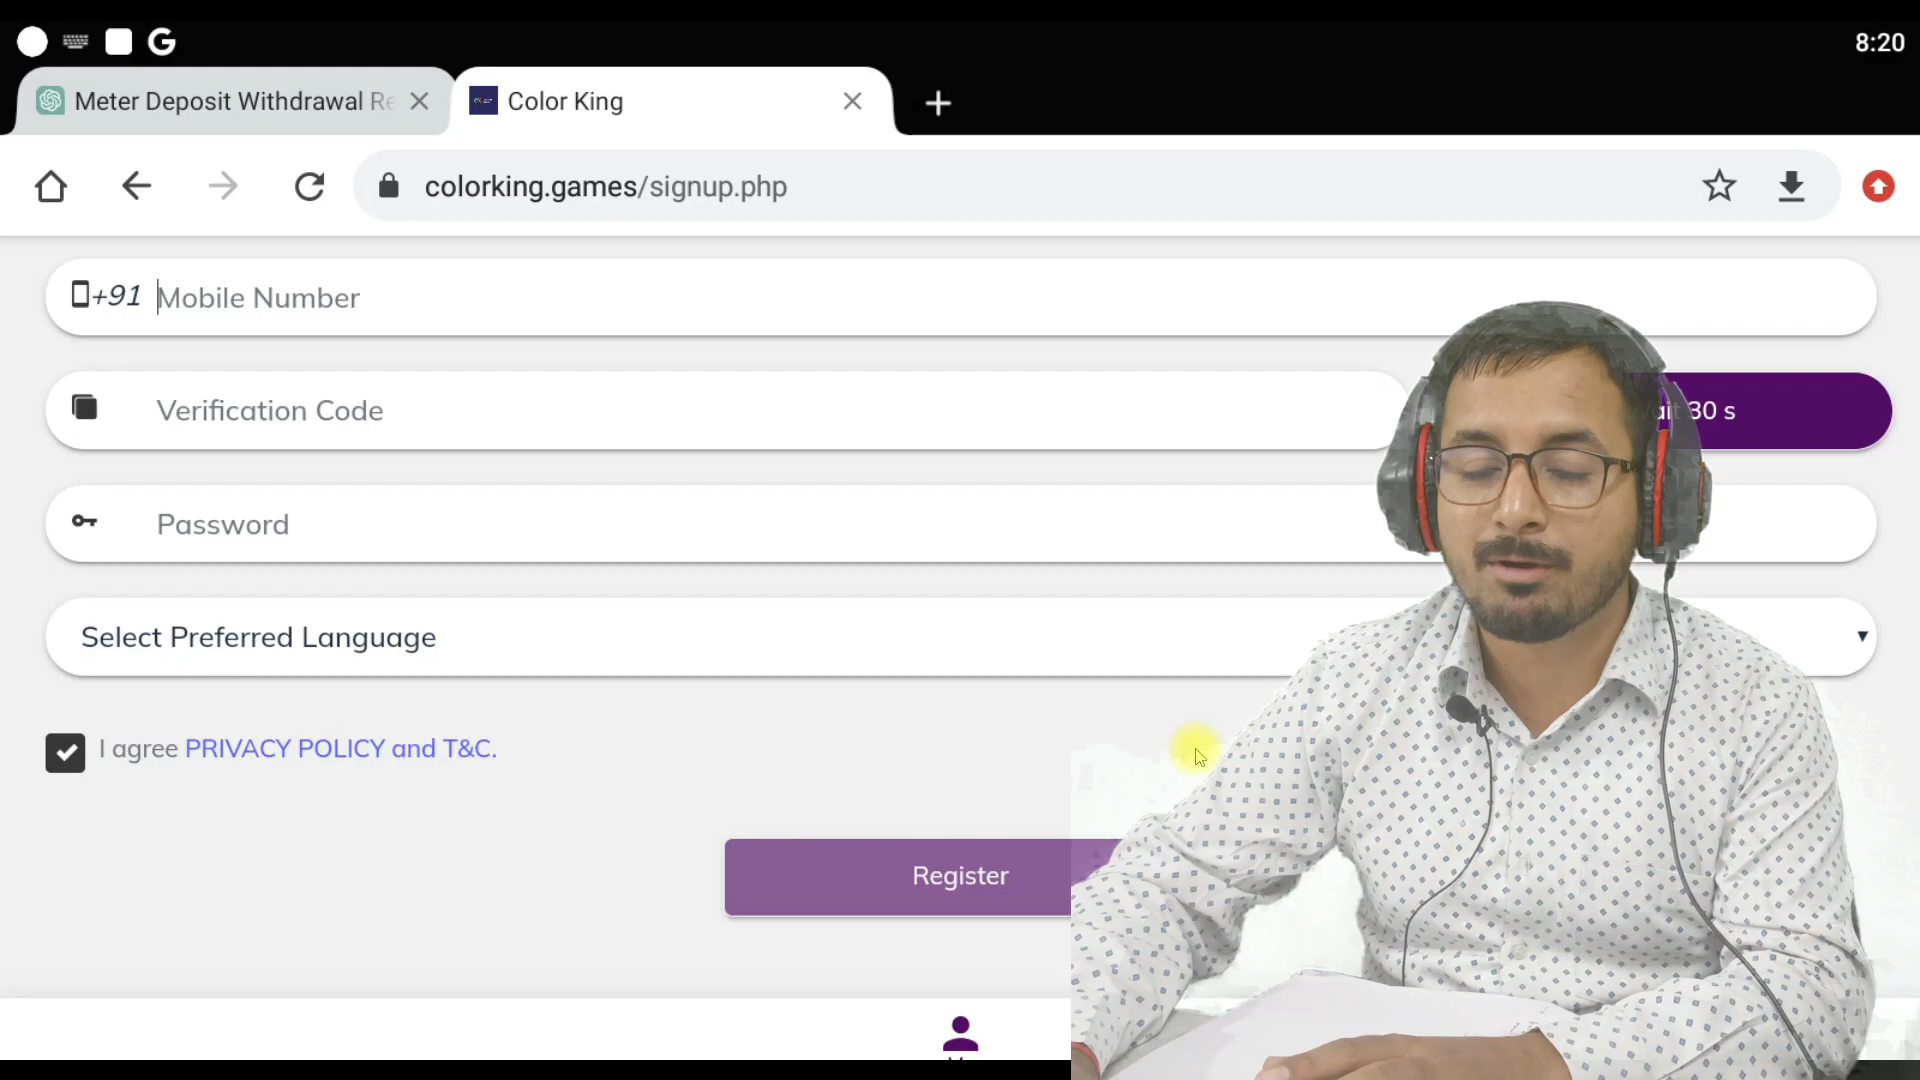 8:20
Meter Deposit Withdrawal Re
Color King
colorking.games/signup.php
+91 Mobile Number
Verification Code
30 s
Password
Select Preferred Language
I agree PRIVACY POLICY and T&C.
Register